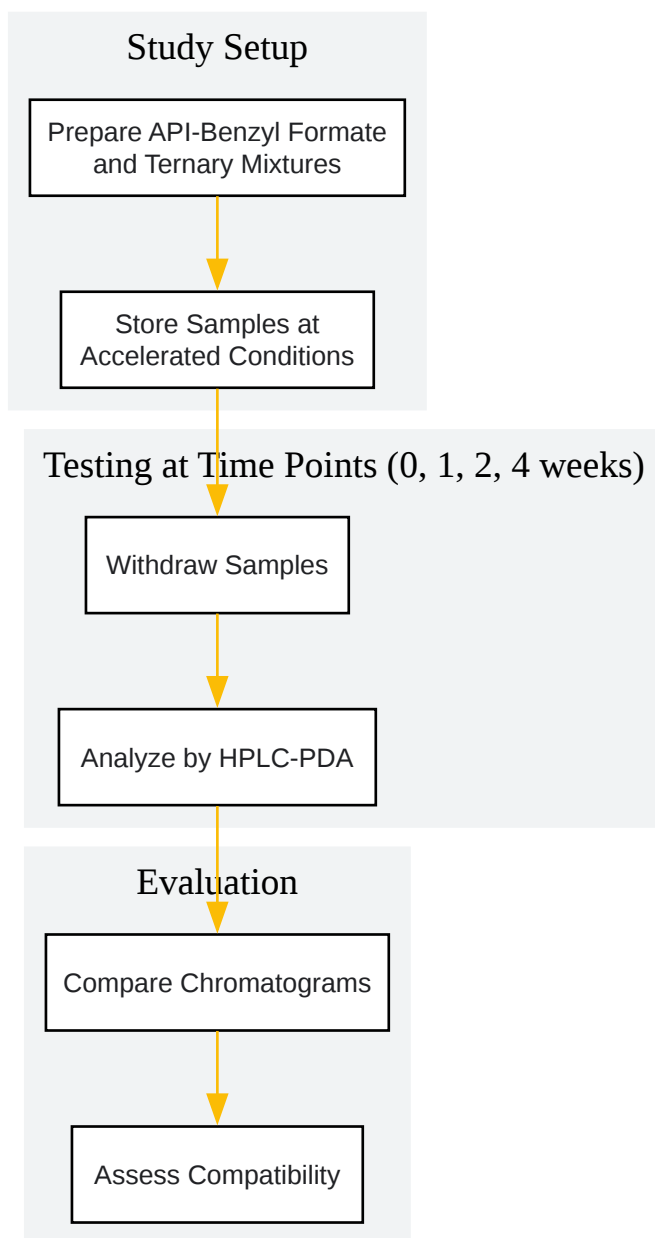 Study Setup
Prepare API-Benzyl Formate
and Ternary Mixtures
Store Samples at
Accelerated Conditions
Testing at Time Points (0, 1, 2, 4 weeks)
Withdraw Samples
Analyze by HPLC-PDA
Evaluation
Compare Chromatograms
Assess Compatibility